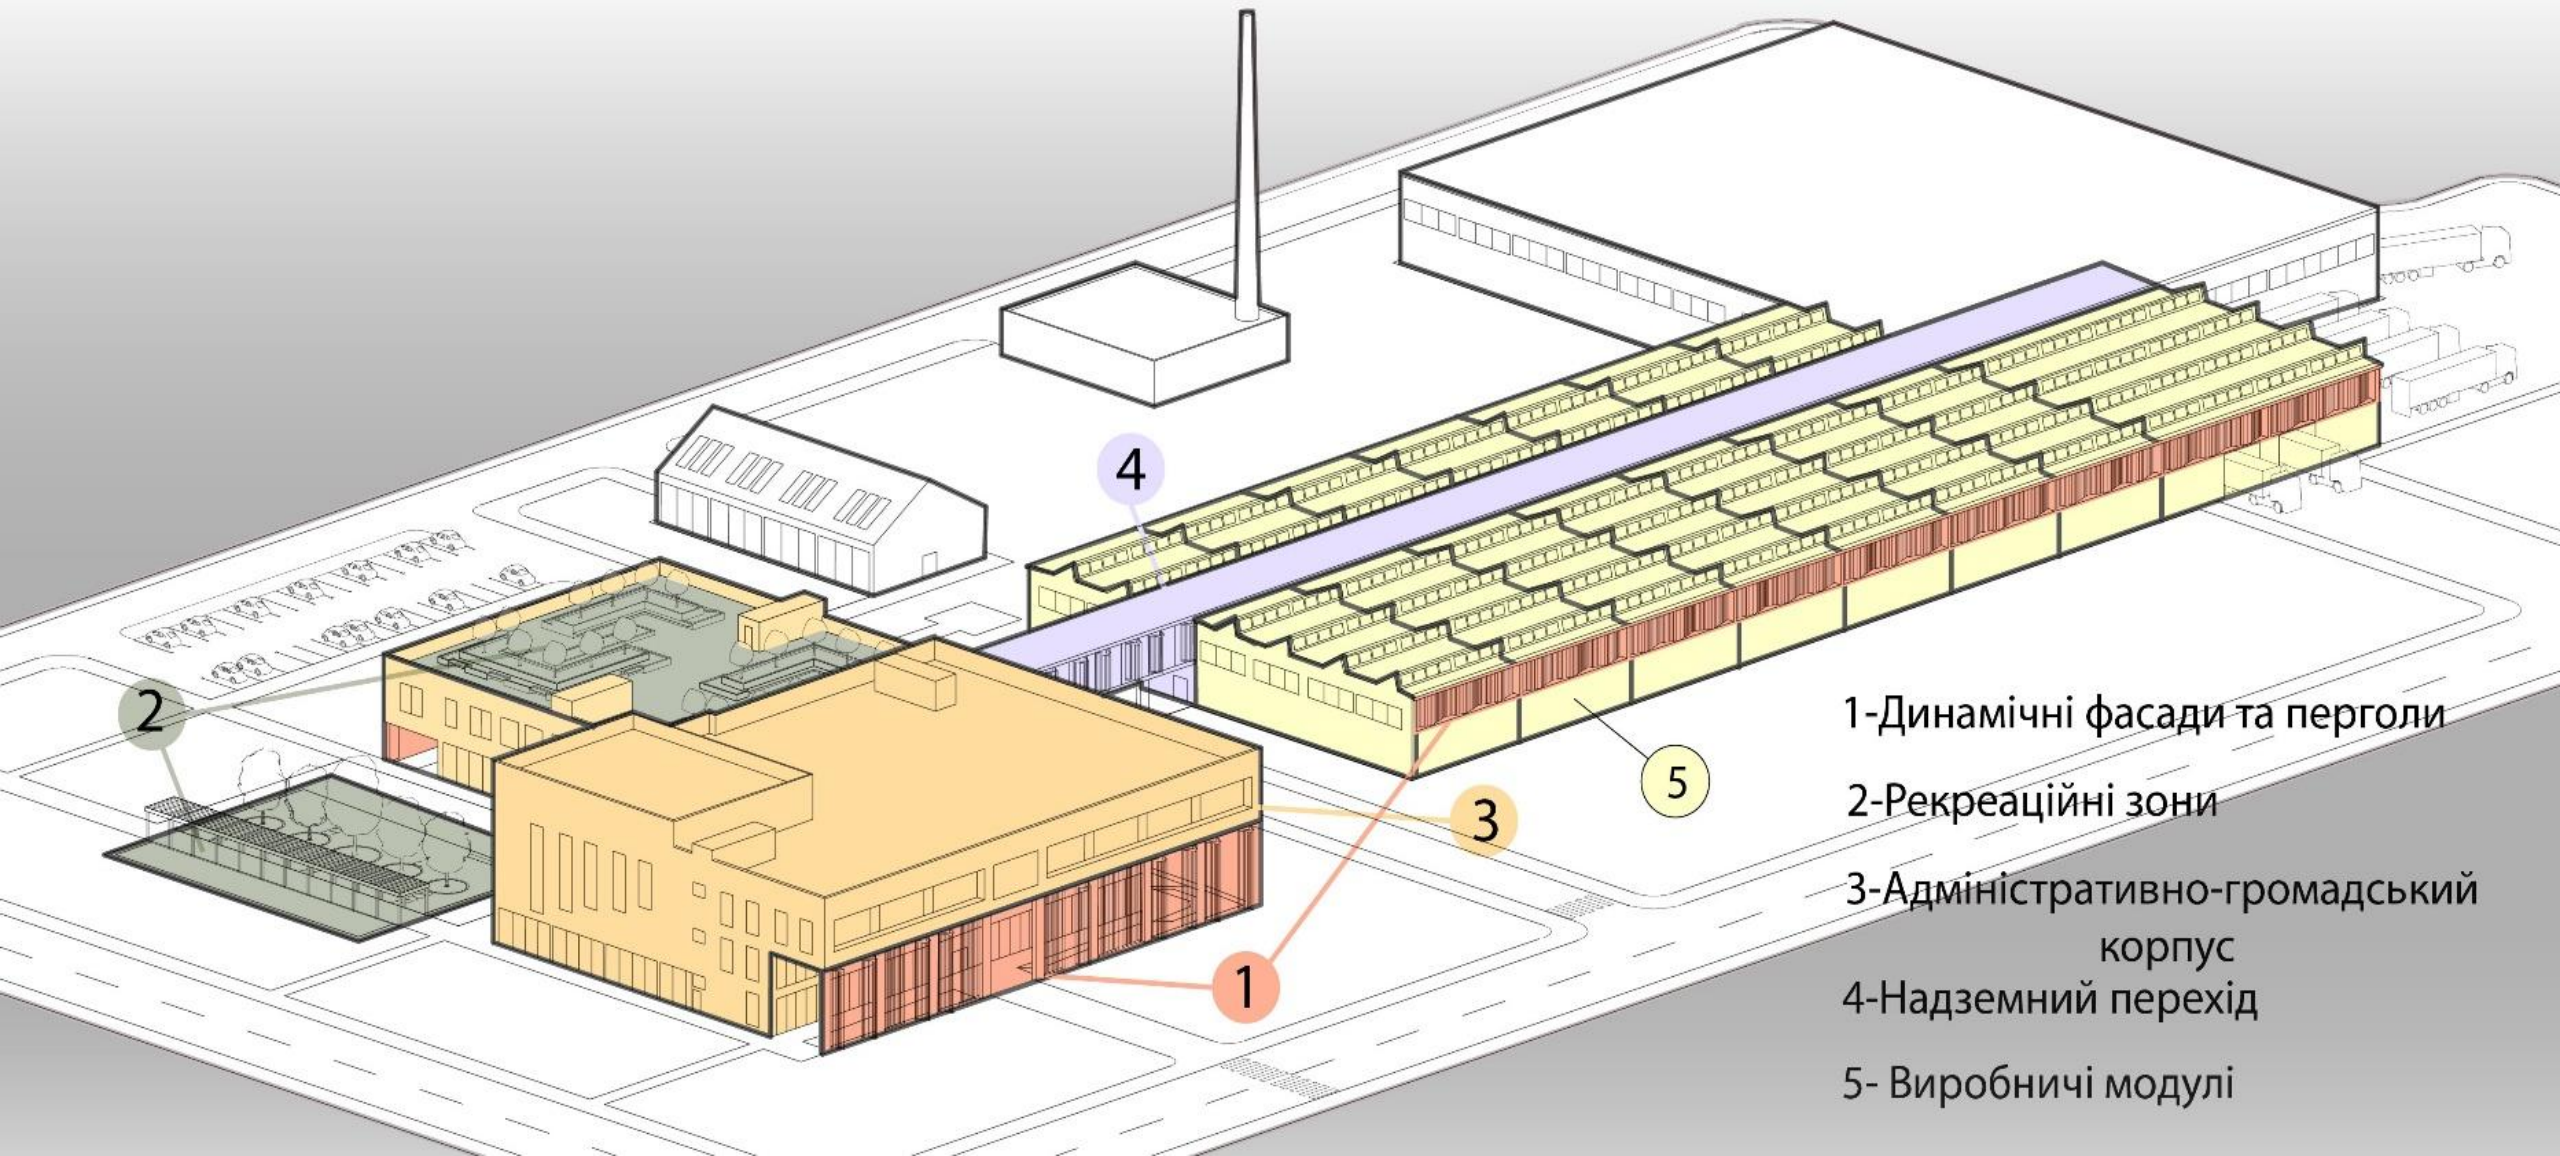 4
2
5
3
1
1-Динамічні фасади та перголи
2-Рекреаційні зони
3-Адміністративно-громадський
корпус
4-Надземний перехід
5- Виробничі модулі